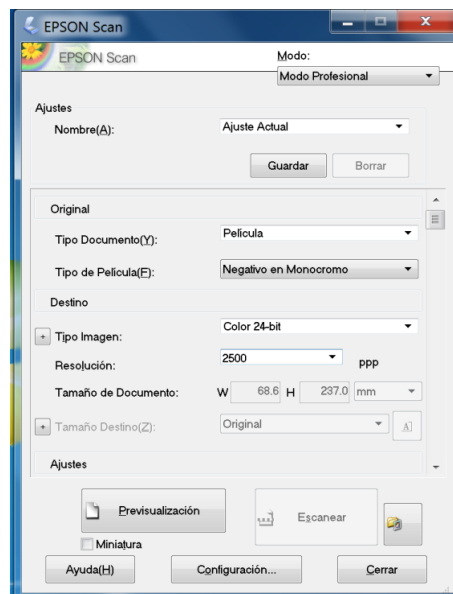 EPSON Scan
EPSON Scan
Modo:
Modo Profesional
Ajustes
Nombre(A):
Ajuste Actual
Guardar
Borrar
Original
Tipo Documento(Y):
Película
Tipo de Película(F):
Negativo en Monocromo
Destino
+ Tipo Imagen:
Color 24-bit
Resolución:
2500
ppp
Tamaño de Documento:
W 68.6 H 237.0 mm
+ Tamaño Destino(Z):
Original
A
Ajustes
Previsualización
Escanear
Miniatura
Ayuda(H)
Configuración...
Cerrar